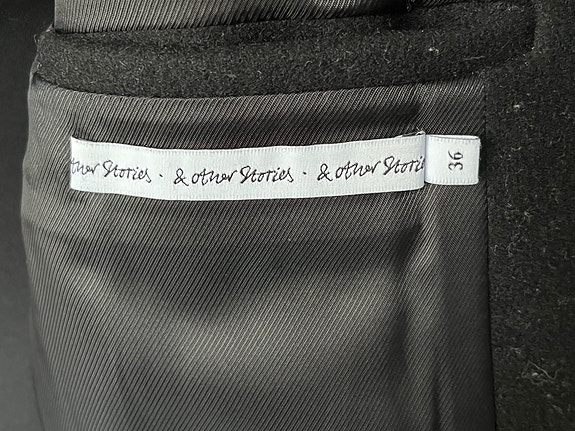 other Stories · & other Stories · & other Stories
36